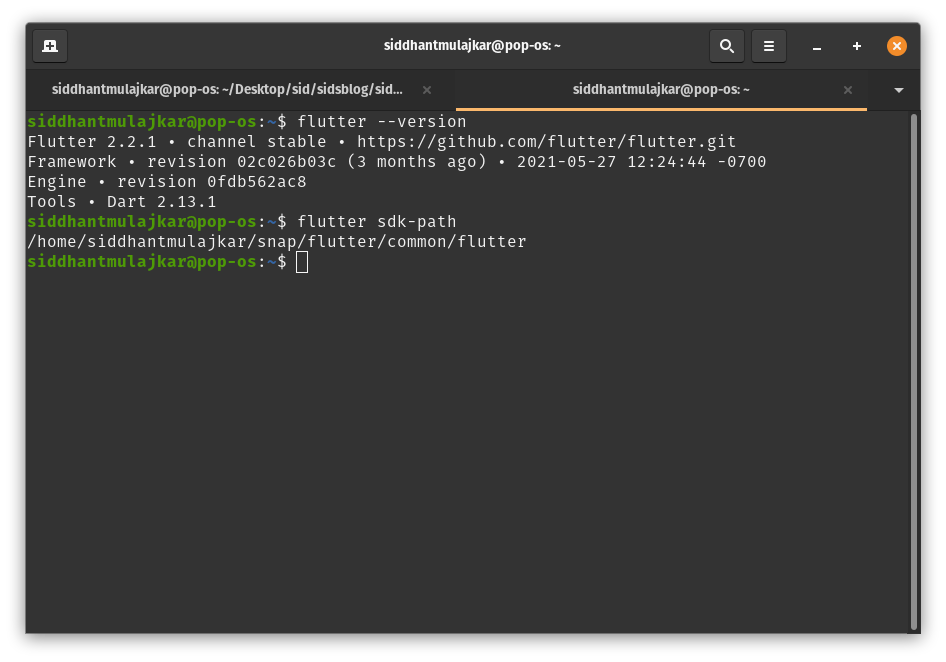 siddhantmulajkar@pop-os: ~
siddhantmulajkar@pop-os: ~/Desktop/sid/sidsblog/sid...
siddhantmulajkar@pop-os: ~
siddhantmulajkar@pop-os:~$ flutter --version
Flutter 2.2.1 • channel stable • https://github.com/flutter/flutter.git
Framework • revision 02c026b03c (3 months ago) • 2021-05-27 12:24:44 -0700
Engine • revision 0fdb562ac8
Tools • Dart 2.13.1
siddhantmulajkar@pop-os:~$ flutter sdk-path
/home/siddhantmulajkar/snap/flutter/common/flutter
siddhantmulajkar@pop-os:~$